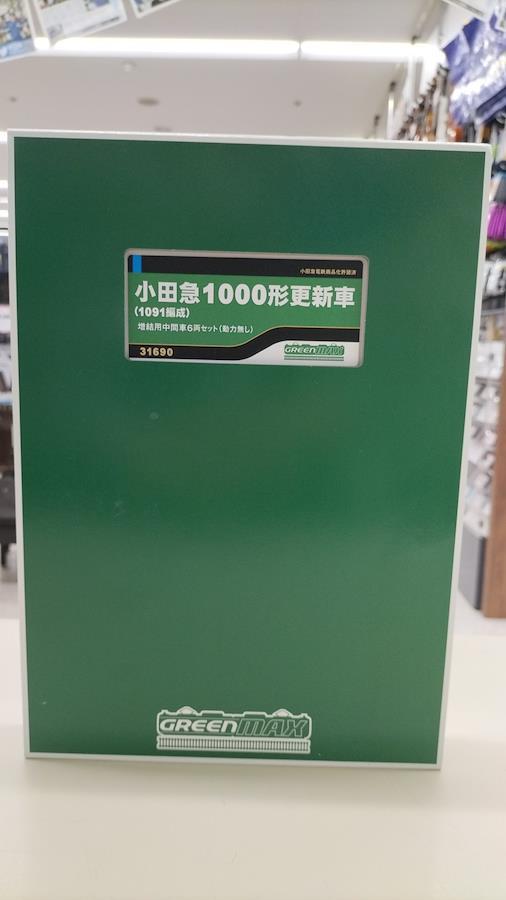 小田急電鉄商品化許諾済
小田急1000形更新車
(1091編成)
増結用中間車6両セット(動力無し)
31690
GREENMAX
GREENMAX